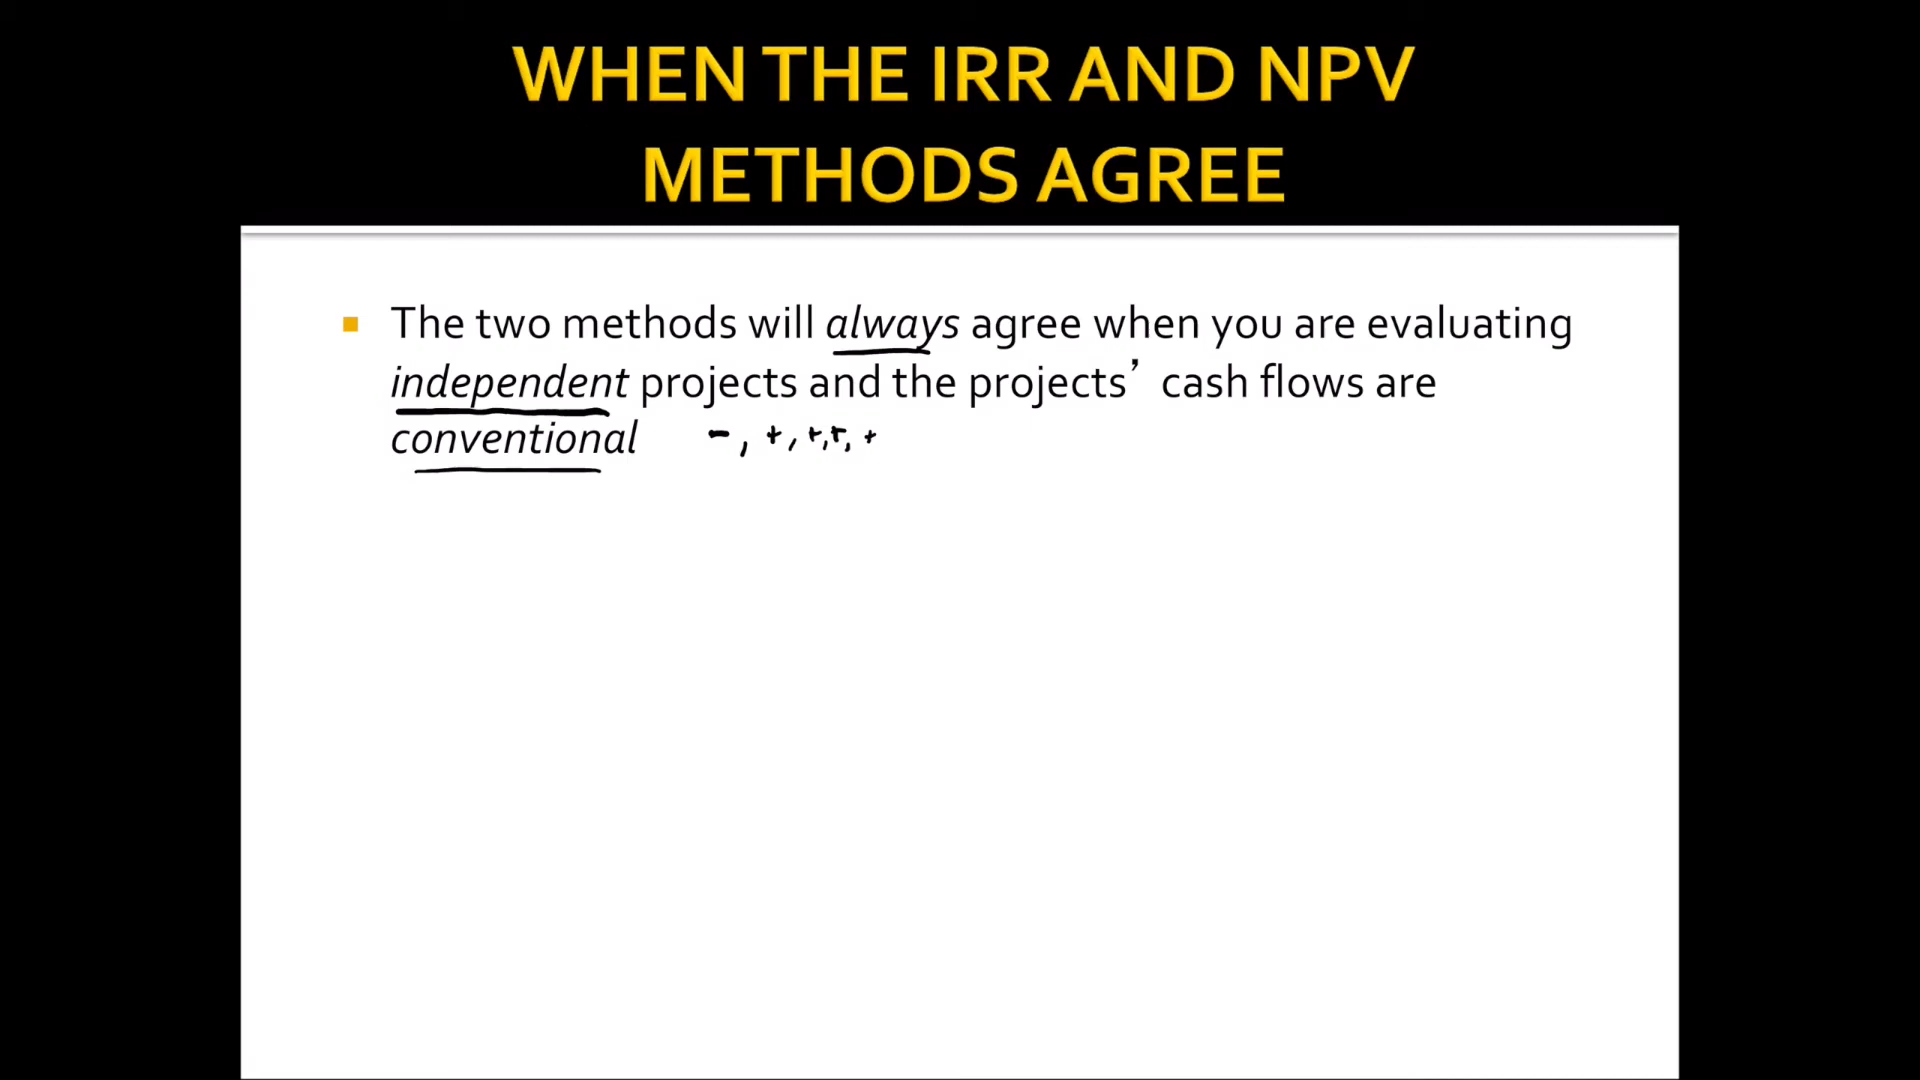 WHEN THE IRR AND NPV
METHODS AGREE
The two methods will always agree when you are evaluating
independent projects and the projects’ cash flows are
conventional -, +, +, +, +